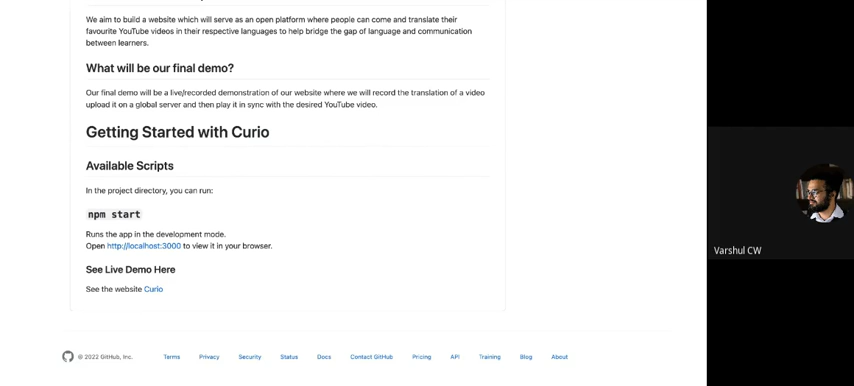 We aim to build a website which will serve as an open platform where people can come and translate their
favourite YouTube videos in their respective languages to help bridge the gap of language and communication
between learners.
What will be our final demo?
Our final demo will be a live/recorded demonstration of our website where we will record the translation of a video
upload it on a global server and then play it in sync with the desired YouTube video.
Getting Started with Curio
Available Scripts
In the project directory, you can run:
npm start
Runs the app in the development mode.
Open http://localhost:3000 to view it in your browser.
See Live Demo Here
See the website Curio
Varshul CW
© 2022 GitHub, Inc. Terms Privacy Security Status Docs Contact GitHub Pricing API Training Blog About